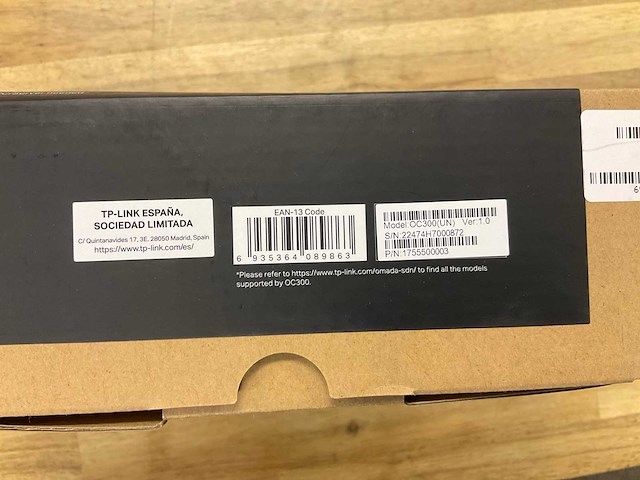 TP-LINK ESPAÑA,
SOCIEDAD LIMITADA
C/ Quintanavides 17, 3E. 28050 Madrid, Spain
https://www.tp-link.com/es/
EAN-13 Code
6 935364 089863
Model:OC300(UN) Ver:1.0
S/N:22474H7000872
P/N:1755500003
*Please refer to https://www.tp-link.com/omada-sdn/ to find all the models
supported by OC300.